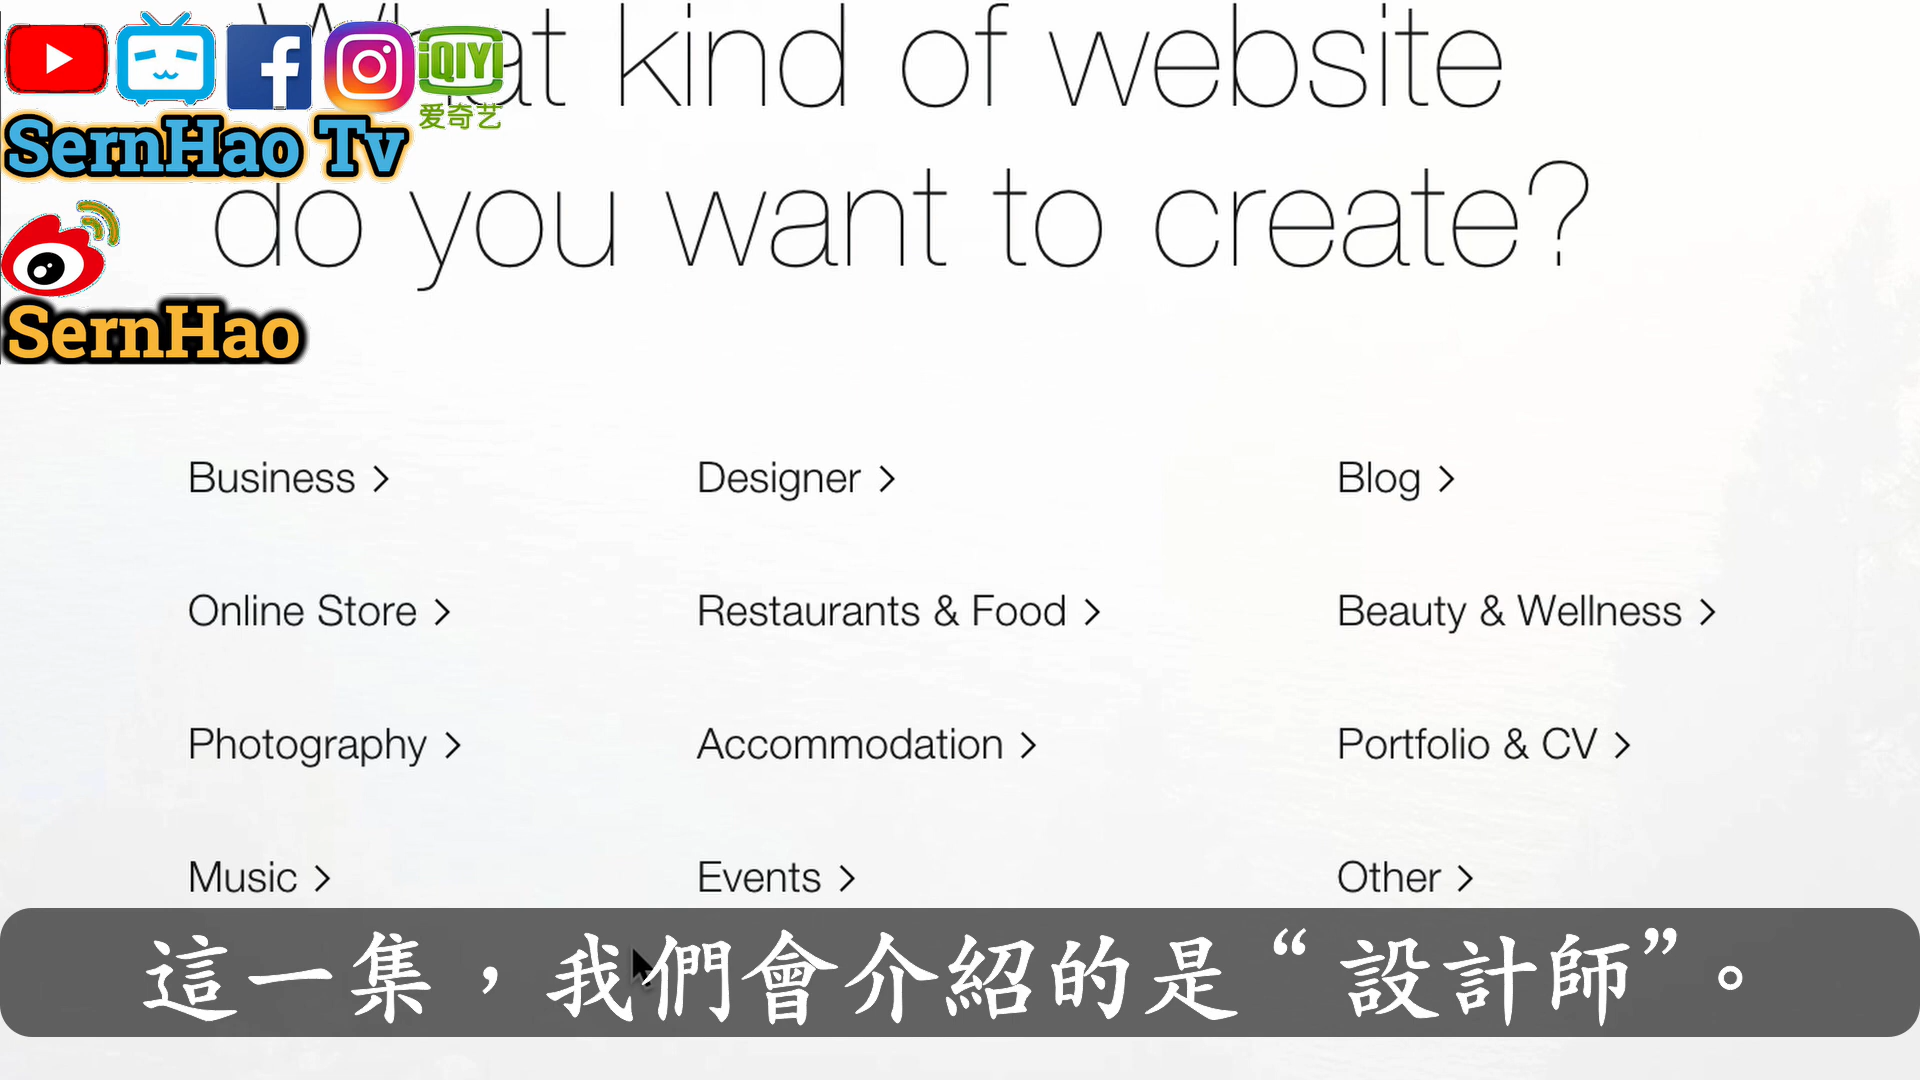 What kind of website
do you want to create?
iQIYI
爱奇艺
SernHao Tv
SernHao
Business >
Designer >
Blog >
Online Store >
Restaurants & Food >
Beauty & Wellness >
Photography >
Accommodation >
Portfolio & CV >
Music >
Events >
Other >
這一集，我們會介紹的是“設計師”。